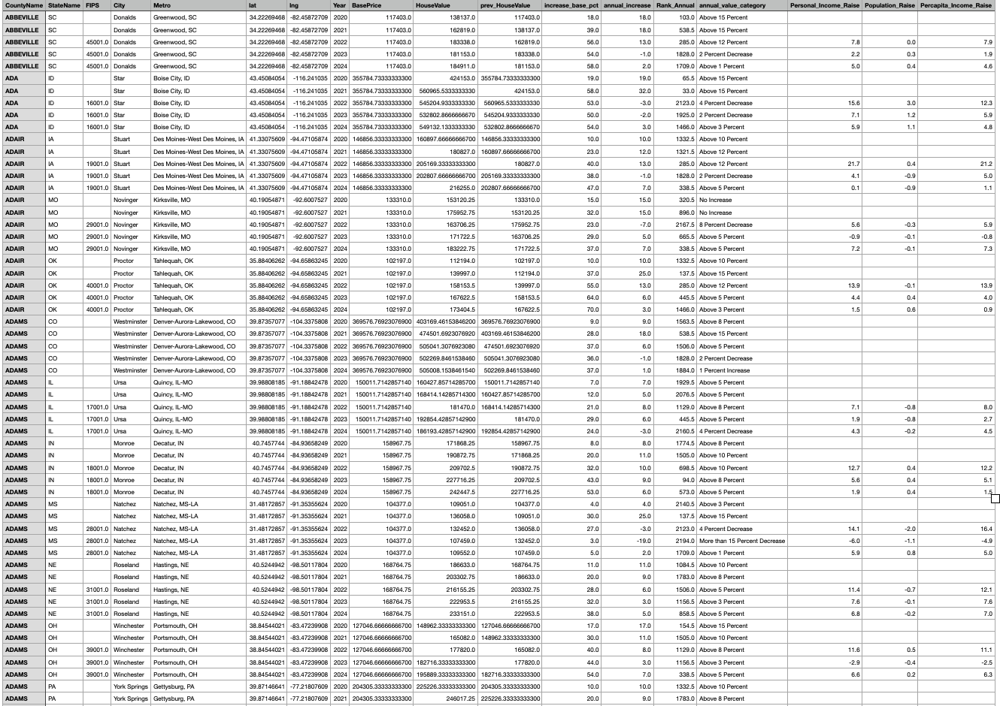 CountyName StateName FIPS City Metro lat lng Year BasePrice HouseValue prev_HouseValue increase_base_pct annual_increase Rank_Annual annual_value_category Personal_Income_Raise Population_Raise Percapita_Income_Raise
ABBEVILLE SC Donalds Greenwood, SC 34.22269468 -82.45872709 2020 117403.0 138137.0 117403.0 18.0 18.0 103.0 Above 15 Percent
ABBEVILLE SC Donalds Greenwood, SC 34.22269468 -82.45872709 2021 117403.0 162819.0 138137.0 39.0 18.0 538.5 Above 15 Percent
ABBEVILLE SC 45001.0 Donalds Greenwood, SC 34.22269468 -82.45872709 2022 117403.0 183338.0 162819.0 56.0 13.0 285.0 Above 12 Percent 7.8 0.0 7.9
ABBEVILLE SC 45001.0 Donalds Greenwood, SC 34.22269468 -82.45872709 2023 117403.0 181153.0 183338.0 54.0 -1.0 1828.0 2 Percent Decrease 2.2 0.3 1.9
ABBEVILLE SC 45001.0 Donalds Greenwood, SC 34.22269468 -82.45872709 2024 117403.0 184911.0 181153.0 58.0 2.0 1709.0 Above 1 Percent 5.0 0.4 4.6
ADA ID Star Boise City, ID 43.45084054 -116.241035 2020 355784.73333333300 424153.0 355784.73333333300 19.0 19.0 65.5 Above 15 Percent
ADA ID Star Boise City, ID 43.45084054 -116.241035 2021 355784.73333333300 560965.5333333330 424153.0 58.0 32.0 33.0 Above 15 Percent
ADA ID 16001.0 Star Boise City, ID 43.45084054 -116.241035 2022 355784.73333333300 545204.9333333330 560965.5333333330 53.0 -3.0 2123.0 4 Percent Decrease 15.6 3.0 12.3
ADA ID 16001.0 Star Boise City, ID 43.45084054 -116.241035 2023 355784.73333333300 532802.8666666670 545204.9333333330 50.0 -2.0 1925.0 2 Percent Decrease 7.1 1.2 5.9
ADA ID 16001.0 Star Boise City, ID 43.45084054 -116.241035 2024 355784.73333333300 549132.1333333330 532802.8666666670 54.0 3.0 1466.0 Above 3 Percent 5.9 1.1 4.8
ADAIR IA Stuart Des Moines-West Des Moines, IA 41.33075609 -94.47105874 2020 146856.33333333300 160897.66666666700 146856.33333333300 10.0 10.0 1332.5 Above 10 Percent
ADAIR IA Stuart Des Moines-West Des Moines, IA 41.33075609 -94.47105874 2021 146856.33333333300 180827.0 160897.66666666700 23.0 12.0 1321.5 Above 12 Percent
ADAIR IA 19001.0 Stuart Des Moines-West Des Moines, IA 41.33075609 -94.47105874 2022 146856.33333333300 205169.33333333300 180827.0 40.0 13.0 285.0 Above 12 Percent 21.7 0.4 21.2
ADAIR IA 19001.0 Stuart Des Moines-West Des Moines, IA 41.33075609 -94.47105874 2023 146856.33333333300 202807.66666666700 205169.33333333300 38.0 -1.0 1828.0 2 Percent Decrease 4.1 -0.9 5.0
ADAIR IA 19001.0 Stuart Des Moines-West Des Moines, IA 41.33075609 -94.47105874 2024 146856.33333333300 216255.0 202807.66666666700 47.0 7.0 338.5 Above 5 Percent 0.1 -0.9 1.1
ADAIR MO Novinger Kirksville, MO 40.19054871 -92.6007527 2020 133310.0 153120.25 133310.0 15.0 15.0 320.5 No Increase
ADAIR MO Novinger Kirksville, MO 40.19054871 -92.6007527 2021 133310.0 175952.75 153120.25 32.0 15.0 896.0 No Increase
ADAIR MO 29001.0 Novinger Kirksville, MO 40.19054871 -92.6007527 2022 133310.0 163706.25 175952.75 23.0 -7.0 2167.5 8 Percent Decrease 5.6 -0.3 5.9
ADAIR MO 29001.0 Novinger Kirksville, MO 40.19054871 -92.6007527 2023 133310.0 171722.5 163706.25 29.0 5.0 665.5 Above 5 Percent -0.9 -0.1 -0.8
ADAIR MO 29001.0 Novinger Kirksville, MO 40.19054871 -92.6007527 2024 133310.0 183222.75 171722.5 37.0 7.0 338.5 Above 5 Percent 7.2 -0.1 7.3
ADAIR OK Proctor Tahlequah, OK 35.88406262 -94.65863245 2020 102197.0 112194.0 102197.0 10.0 10.0 1332.5 Above 10 Percent
ADAIR OK Proctor Tahlequah, OK 35.88406262 -94.65863245 2021 102197.0 139997.0 112194.0 37.0 25.0 137.5 Above 15 Percent
ADAIR OK 40001.0 Proctor Tahlequah, OK 35.88406262 -94.65863245 2022 102197.0 158153.5 139997.0 55.0 13.0 285.0 Above 12 Percent 13.9 -0.1 13.9
ADAIR OK 40001.0 Proctor Tahlequah, OK 35.88406262 -94.65863245 2023 102197.0 167622.5 158153.5 64.0 6.0 445.5 Above 5 Percent 4.4 0.4 4.0
ADAIR OK 40001.0 Proctor Tahlequah, OK 35.88406262 -94.65863245 2024 102197.0 173404.5 167622.5 70.0 3.0 1466.0 Above 3 Percent 1.5 0.6 0.9
ADAMS CO Westminster Denver-Aurora-Lakewood, CO 39.87357077 -104.3375808 2020 369576.76923076900 403169.46153846200 369576.76923076900 9.0 9.0 1563.5 Above 8 Percent
ADAMS CO Westminster Denver-Aurora-Lakewood, CO 39.87357077 -104.3375808 2021 369576.76923076900 474501.6923076920 403169.46153846200 28.0 18.0 538.5 Above 15 Percent
ADAMS CO Westminster Denver-Aurora-Lakewood, CO 39.87357077 -104.3375808 2022 369576.76923076900 505041.3076923080 474501.6923076920 37.0 6.0 1506.0 Above 5 Percent
ADAMS CO Westminster Denver-Aurora-Lakewood, CO 39.87357077 -104.3375808 2023 369576.76923076900 502269.8461538460 505041.3076923080 36.0 -1.0 1828.0 2 Percent Decrease
ADAMS CO Westminster Denver-Aurora-Lakewood, CO 39.87357077 -104.3375808 2024 369576.76923076900 505008.1538461540 502269.8461538460 37.0 1.0 1884.0 1 Percent Increase
ADAMS IL Ursa Quincy, IL-MO 39.98808185 -91.18842478 2020 150011.7142857140 160427.85714285700 150011.7142857140 7.0 7.0 1929.5 Above 5 Percent
ADAMS IL Ursa Quincy, IL-MO 39.98808185 -91.18842478 2021 150011.7142857140 168414.14285714300 160427.85714285700 12.0 5.0 2076.5 Above 5 Percent
ADAMS IL 17001.0 Ursa Quincy, IL-MO 39.98808185 -91.18842478 2022 150011.7142857140 181470.0 168414.14285714300 21.0 8.0 1129.0 Above 8 Percent 7.1 -0.8 8.0
ADAMS IL 17001.0 Ursa Quincy, IL-MO 39.98808185 -91.18842478 2023 150011.7142857140 192854.42857142900 181470.0 29.0 6.0 445.5 Above 5 Percent 1.9 -0.8 2.7
ADAMS IL 17001.0 Ursa Quincy, IL-MO 39.98808185 -91.18842478 2024 150011.7142857140 186193.42857142900 192854.42857142900 24.0 -3.0 2160.5 4 Percent Decrease 4.3 -0.2 4.5
ADAMS IN Monroe Decatur, IN 40.7457744 -84.93658249 2020 158967.75 171868.25 158967.75 8.0 8.0 1774.5 Above 8 Percent
ADAMS IN Monroe Decatur, IN 40.7457744 -84.93658249 2021 158967.75 190872.75 171868.25 20.0 11.0 1505.0 Above 10 Percent
ADAMS IN 18001.0 Monroe Decatur, IN 40.7457744 -84.93658249 2022 158967.75 209702.5 190872.75 32.0 10.0 698.5 Above 10 Percent 12.7 0.4 12.2
ADAMS IN 18001.0 Monroe Decatur, IN 40.7457744 -84.93658249 2023 158967.75 227716.25 209702.5 43.0 9.0 94.0 Above 8 Percent 5.6 0.4 5.1
ADAMS IN 18001.0 Monroe Decatur, IN 40.7457744 -84.93658249 2024 158967.75 242447.5 227716.25 53.0 6.0 573.0 Above 5 Percent 1.9 0.4 1.5
ADAMS MS Natchez Natchez, MS-LA 31.48172857 -91.35355624 2020 104377.0 109051.0 104377.0 4.0 4.0 2140.5 Above 3 Percent
ADAMS MS Natchez Natchez, MS-LA 31.48172857 -91.35355624 2021 104377.0 136058.0 109051.0 30.0 25.0 137.5 Above 15 Percent
ADAMS MS 28001.0 Natchez Natchez, MS-LA 31.48172857 -91.35355624 2022 104377.0 132452.0 136058.0 27.0 -3.0 2123.0 4 Percent Decrease 14.1 -2.0 16.4
ADAMS MS 28001.0 Natchez Natchez, MS-LA 31.48172857 -91.35355624 2023 104377.0 107459.0 132452.0 3.0 -19.0 2194.0 More than 15 Percent Decrease -6.0 -1.1 -4.9
ADAMS MS 28001.0 Natchez Natchez, MS-LA 31.48172857 -91.35355624 2024 104377.0 109552.0 107459.0 5.0 2.0 1709.0 Above 1 Percent 5.9 0.8 5.0
ADAMS NE Roseland Hastings, NE 40.5244942 -98.50117804 2020 168764.75 186633.0 168764.75 11.0 11.0 1084.5 Above 10 Percent
ADAMS NE Roseland Hastings, NE 40.5244942 -98.50117804 2021 168764.75 203302.75 186633.0 20.0 9.0 1783.0 Above 8 Percent
ADAMS NE 31001.0 Roseland Hastings, NE 40.5244942 -98.50117804 2022 168764.75 216155.25 203302.75 28.0 6.0 1506.0 Above 5 Percent 11.4 -0.7 12.1
ADAMS NE 31001.0 Roseland Hastings, NE 40.5244942 -98.50117804 2023 168764.75 222953.5 216155.25 32.0 3.0 1156.5 Above 3 Percent 7.6 -0.1 7.6
ADAMS NE 31001.0 Roseland Hastings, NE 40.5244942 -98.50117804 2024 168764.75 233151.0 222953.5 38.0 5.0 858.5 Above 5 Percent 6.8 -0.2 7.0
ADAMS OH Winchester Portsmouth, OH 38.84544021 -83.47239908 2020 127046.66666666700 148962.33333333300 127046.66666666700 17.0 17.0 154.5 Above 15 Percent
ADAMS OH Winchester Portsmouth, OH 38.84544021 -83.47239908 2021 127046.66666666700 165082.0 148962.33333333300 30.0 11.0 1505.0 Above 10 Percent
ADAMS OH 39001.0 Winchester Portsmouth, OH 38.84544021 -83.47239908 2022 127046.66666666700 177820.0 165082.0 40.0 8.0 1129.0 Above 8 Percent 11.6 0.5 11.1
ADAMS OH 39001.0 Winchester Portsmouth, OH 38.84544021 -83.47239908 2023 127046.66666666700 182716.33333333300 177820.0 44.0 3.0 1156.5 Above 3 Percent -2.9 -0.4 -2.5
ADAMS OH 39001.0 Winchester Portsmouth, OH 38.84544021 -83.47239908 2024 127046.66666666700 195889.33333333300 182716.33333333300 54.0 7.0 338.5 Above 5 Percent 6.6 0.2 6.3
ADAMS PA York Springs Gettysburg, PA 39.87146641 -77.21807609 2020 204305.33333333300 225226.33333333300 204305.33333333300 10.0 10.0 1332.5 Above 10 Percent
ADAMS PA York Springs Gettysburg, PA 39.87146641 -77.21807609 2021 204305.33333333300 246017.25 225226.33333333300 20.0 9.0 1783.0 Above 8 Percent